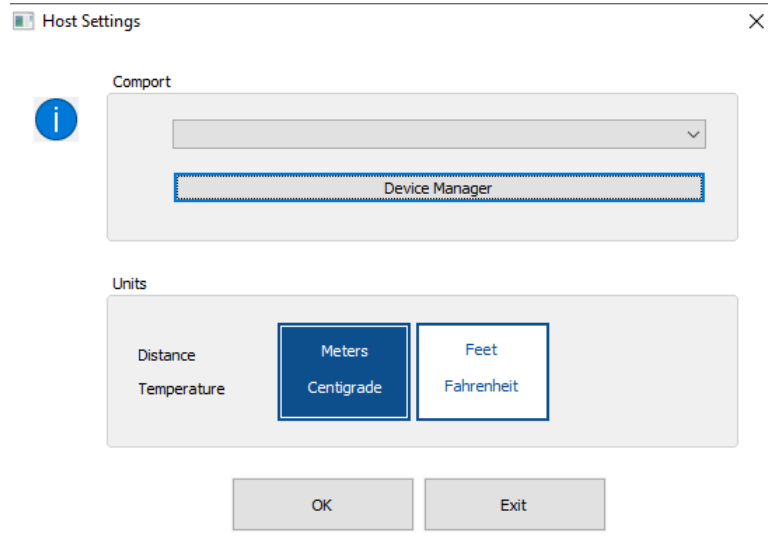 Host Settings
Comport
Device Manager
Units
Distance
Temperature
Meters
Centigrade
Feet
Fahrenheit
OK
Exit